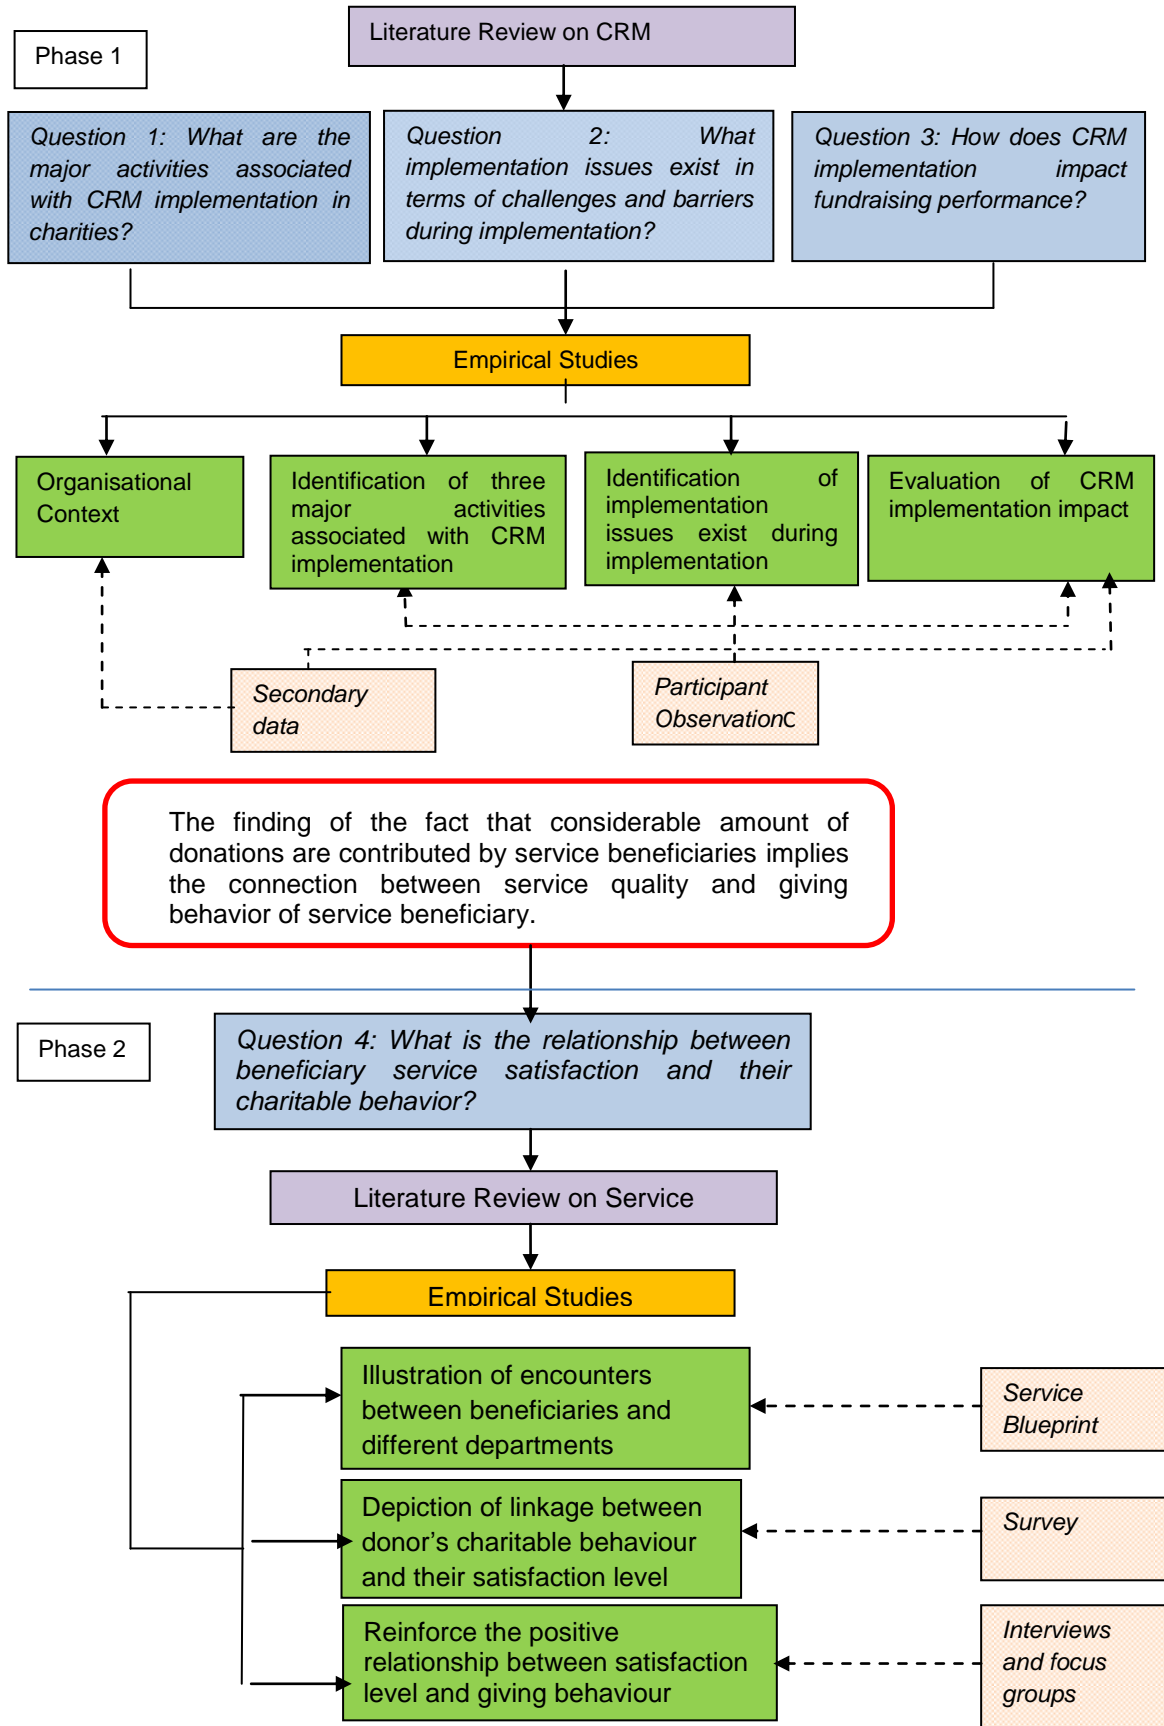 Literature Review on CRM
Phase 1
Question 1: What are the
major activities associated
with CRM implementation in
charities?
Question 2: What
implementation issues exist in
terms of challenges and barriers
during implementation?
Question 3: How does CRM
implementation impact
fundraising performance?
Empirical Studies
Organisational
Context
Identification of three
major activities
associated with CRM
implementation
Identification of
implementation
issues exist during
implementation
Evaluation of CRM
implementation impact
Secondary
data
Participant
ObservationC
The finding of the fact that considerable amount of
donations are contributed by service beneficiaries implies
the connection between service quality and giving
behavior of service beneficiary.
Phase 2
Question 4: What is the relationship between
beneficiary service satisfaction and their
charitable behavior?
Literature Review on Service
Empirical Studies
Illustration of encounters
between beneficiaries and
different departments
Service
Blueprint
Depiction of linkage between
donor's charitable behaviour
and their satisfaction level
Survey
Reinforce the positive
relationship between satisfaction
level and giving behaviour
Interviews
and focus
groups